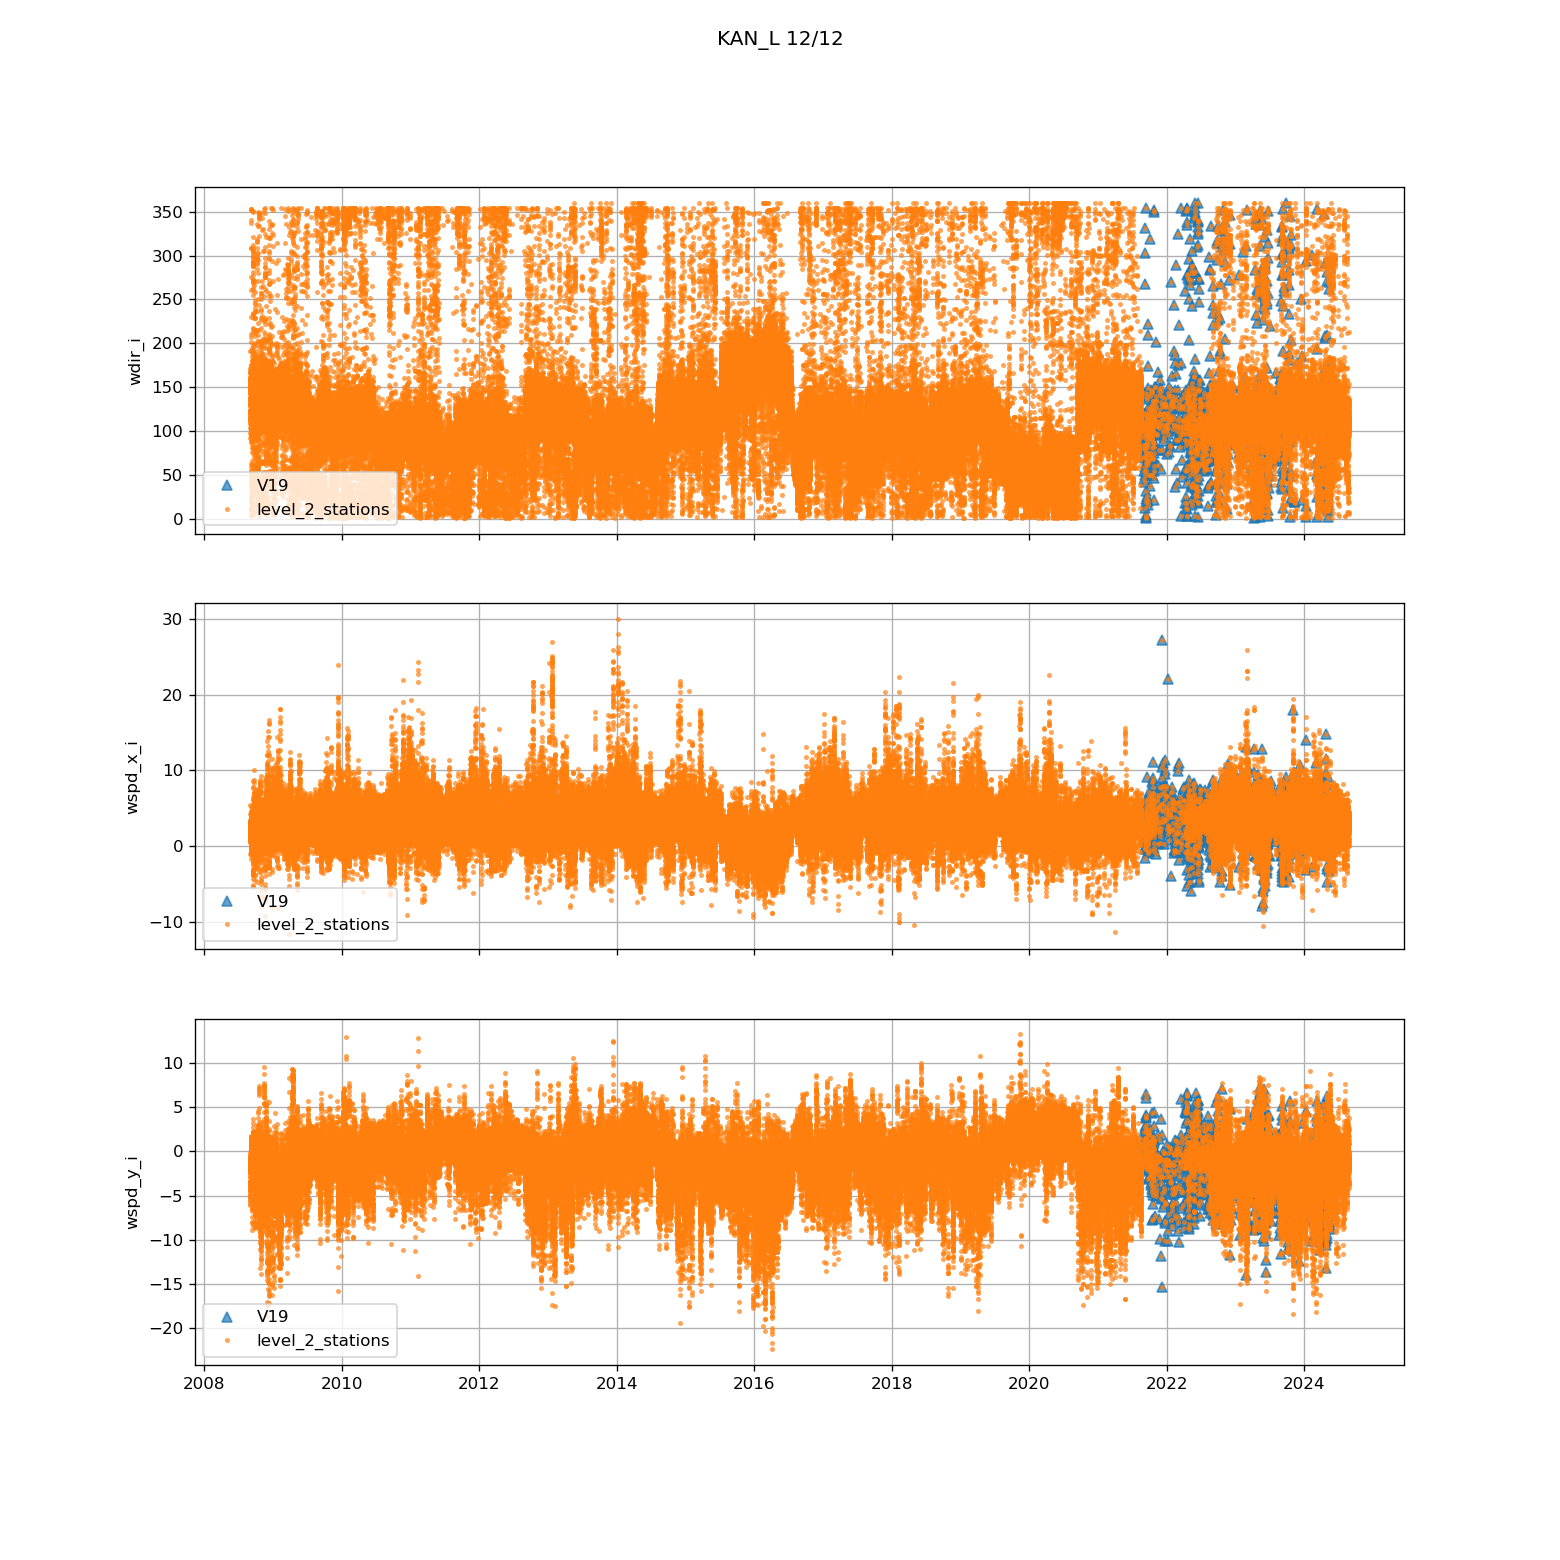 KAN_L 12/12
350
300
250
200
150
100
50
0
wdir_i
V19
level_2_stations
30
20
10
0
−10
wspd_x_i
V19
level_2_stations
10
5
0
−5
−10
−15
−20
wspd_y_i
V19
level_2_stations
2008 2010 2012 2014 2016 2018 2020 2022 2024